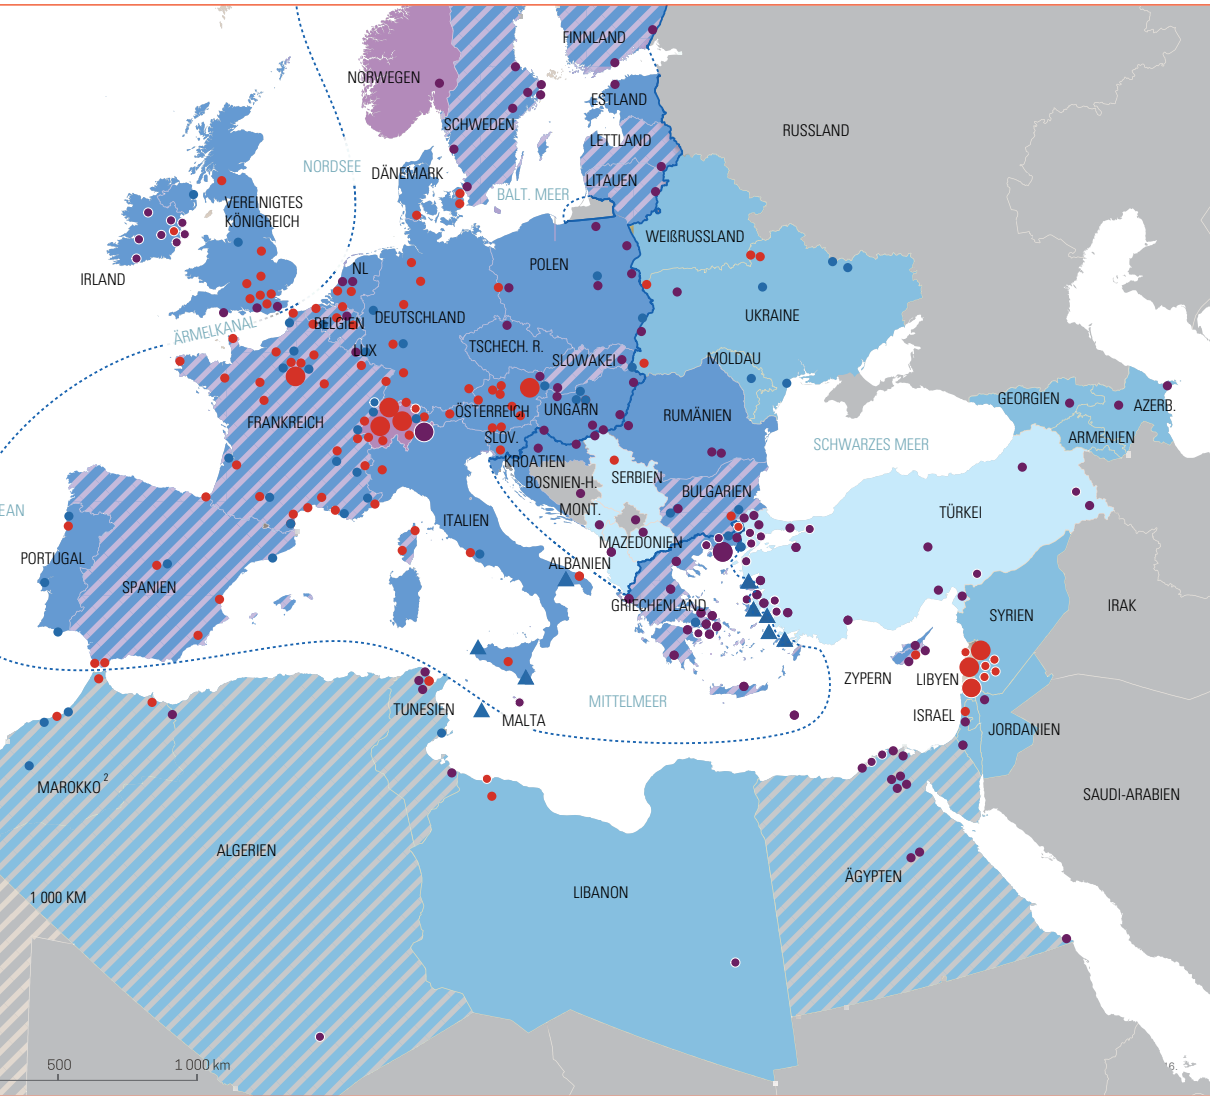 FINNLAND
NORWEGEN
ESTLAND
SCHWEDEN
RUSSLAND
LETTLAND
NORDSEE
DÄNEMARK
LITAUEN
BALT. MEER
VEREINIGTES
KÖNIGREICH
WEIßRUSSLAND
IRLAND
NL
POLEN
BELGIEN
DEUTSCHLAND
UKRAINE
ÄRMELKANAL
LUX
TSCHECH. R.
SLOWAKEI
MOLDAU
GEORGIEN
AZERB.
FRANKREICH
ÖSTERREICH
UNGARN
RUMÄNIEN
SLOV.
ARMENIEN
SCHWARZES MEER
KROATIEN
BOSNIEN-H.
SERBIEN
BULGARIEN
EAN
MONT.
ITALIEN
TÜRKEI
MAZEDONIEN
PORTUGAL
SPANIEN
ALBANIEN
GRIECHENLAND
SYRIEN
IRAK
ZYPERN
LIBYEN
TUNESIEN
MALTA
MITTELMEER
ISRAEL
JORDANIEN
MAROKKO 2
SAUDI-ARABIEN
ALGERIEN
ÄGYPTEN
1 000 KM
LIBANON
500
1 000 km
16.